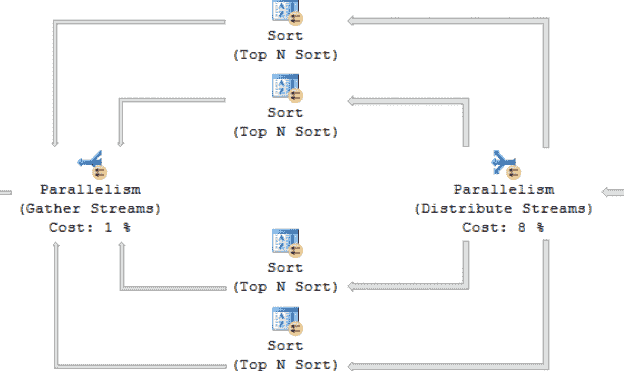 Sort
(Top N Sort)
Sort
(Top N Sort)
Parallelism
(Gather Streams)
Cost: 1 %
Parallelism
(Distribute Streams)
Cost: 8 %
Sort
(Top N Sort)
Sort
(Top N Sort)